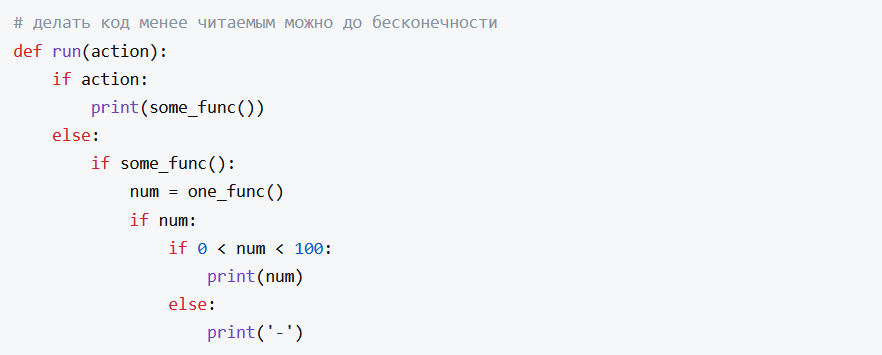 # делать код менее читаемым можно до бесконечности
def run(action):
    if action:
        print(some_func())
    else:
        if some_func():
            num = one_func()
            if num:
                if 0 < num < 100:
                    print(num)
                else:
                    print('-')